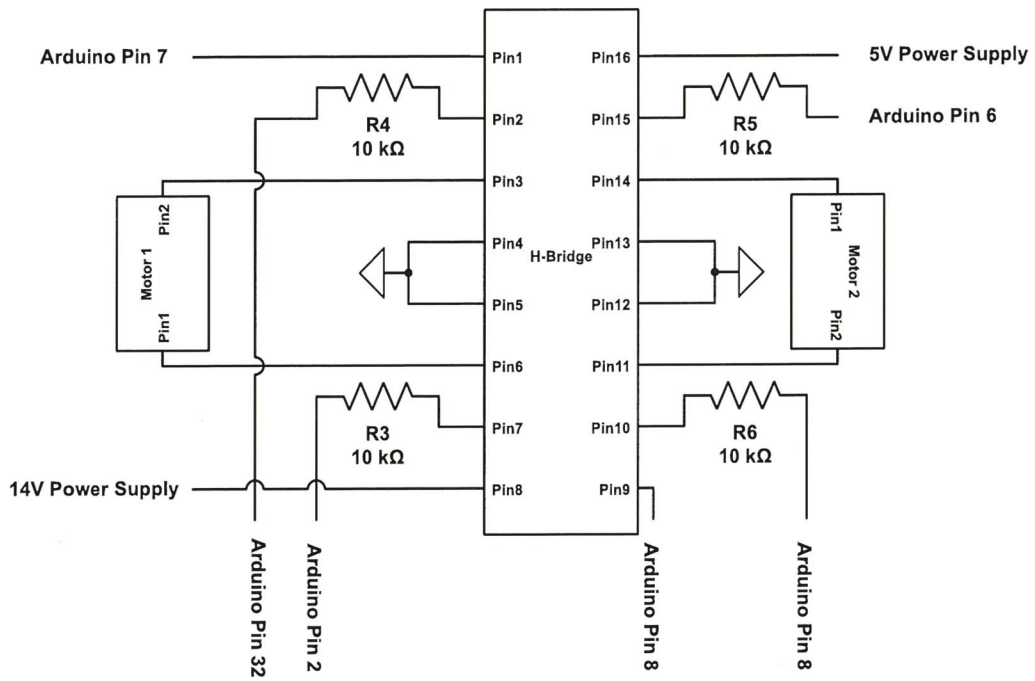 Arduino Pin 7
Pin1
Pin16
5V Power Supply
R4
10 kΩ
Pin2
Pin15
R5
10 kΩ
Arduino Pin 6
Pin3
Pin14
Pin2
Motor 1
Pin1
Pin4
H-Bridge
Pin13
Pin1
Motor 2
Pin2
Pin5
Pin12
Pin6
Pin11
R3
10 kΩ
Pin7
Pin10
R6
10 kΩ
14V Power Supply
Pin8
Pin9
Arduino Pin 32
Arduino Pin 2
Arduino Pin 8
Arduino Pin 8